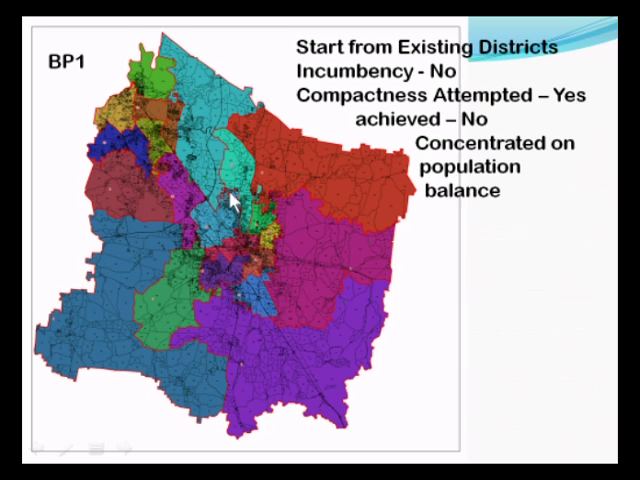 BP1
Start from Existing Districts
Incumbency - No
Compactness Attempted – Yes
achieved – No
Concentrated on
population
balance